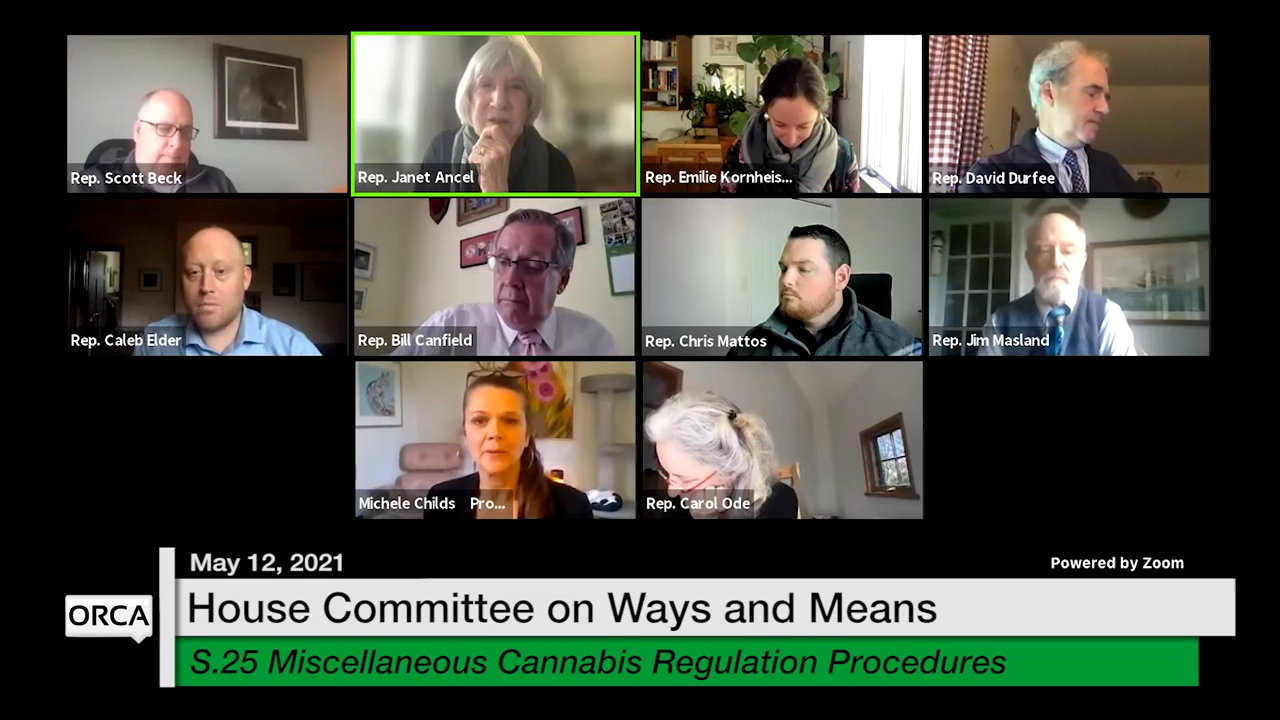 Rep. Scott Beck
Rep. Janet Ancel
Rep. Emilie Kornheis...
Rep. David Durfee
Rep. Caleb Elder
Rep. Bill Canfield
Rep. Chris Mattos
Rep. Jim Masland
Michele Childs Pro...
Rep. Carol Ode
May 12, 2021
Powered by Zoom
ORCA
House Committee on Ways and Means
S.25 Miscellaneous Cannabis Regulation Procedures